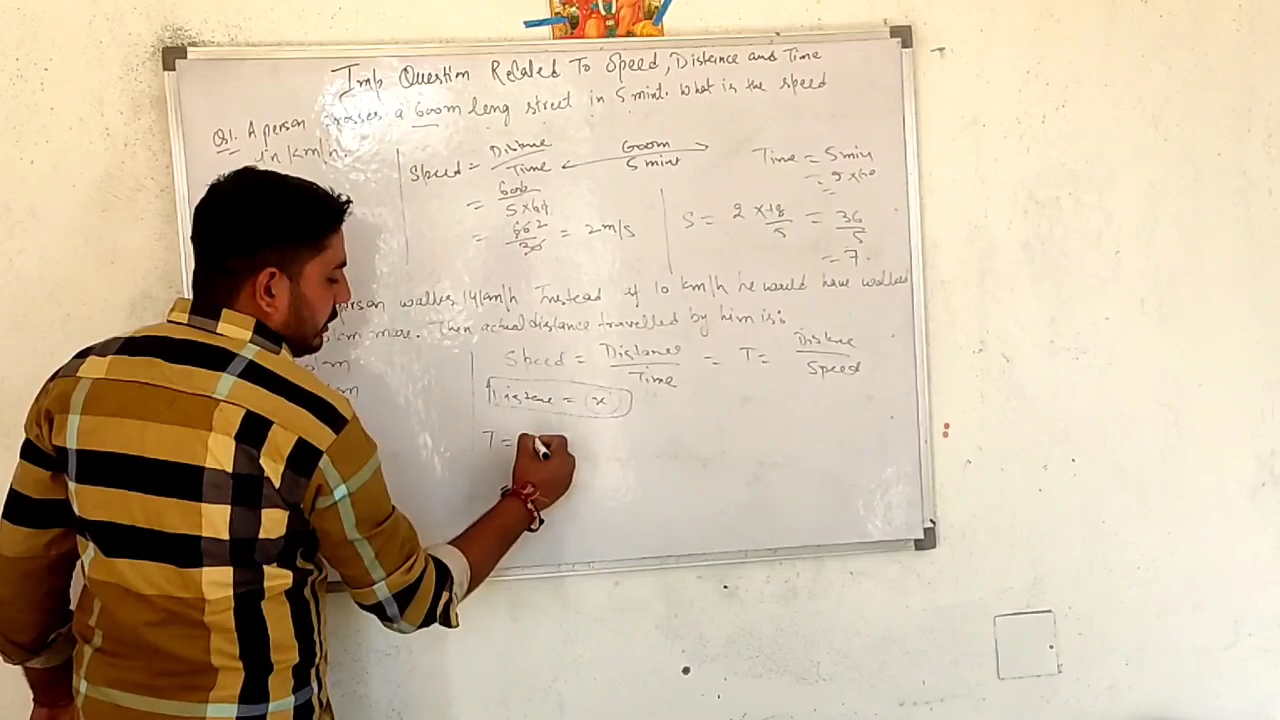 Imp Question Related To Speed, Distance and Time
Q1. A person crosses a 600m long street in 5 mint. What is the speed
in km/h.
Speed = Distance / Time
600m
5 mint
Time = 5 min
= 5 × 60
= 600 / 5×60
= 2 m/s
S = 2 × 18 / 5 = 36 / 5
= 7.
person walks 14 km/h Instead of 10 km/h he would have walked
more. Then actual distance travelled by him is:
Speed = Distance / Time = T = Distance / Speed
Distance = x
T =